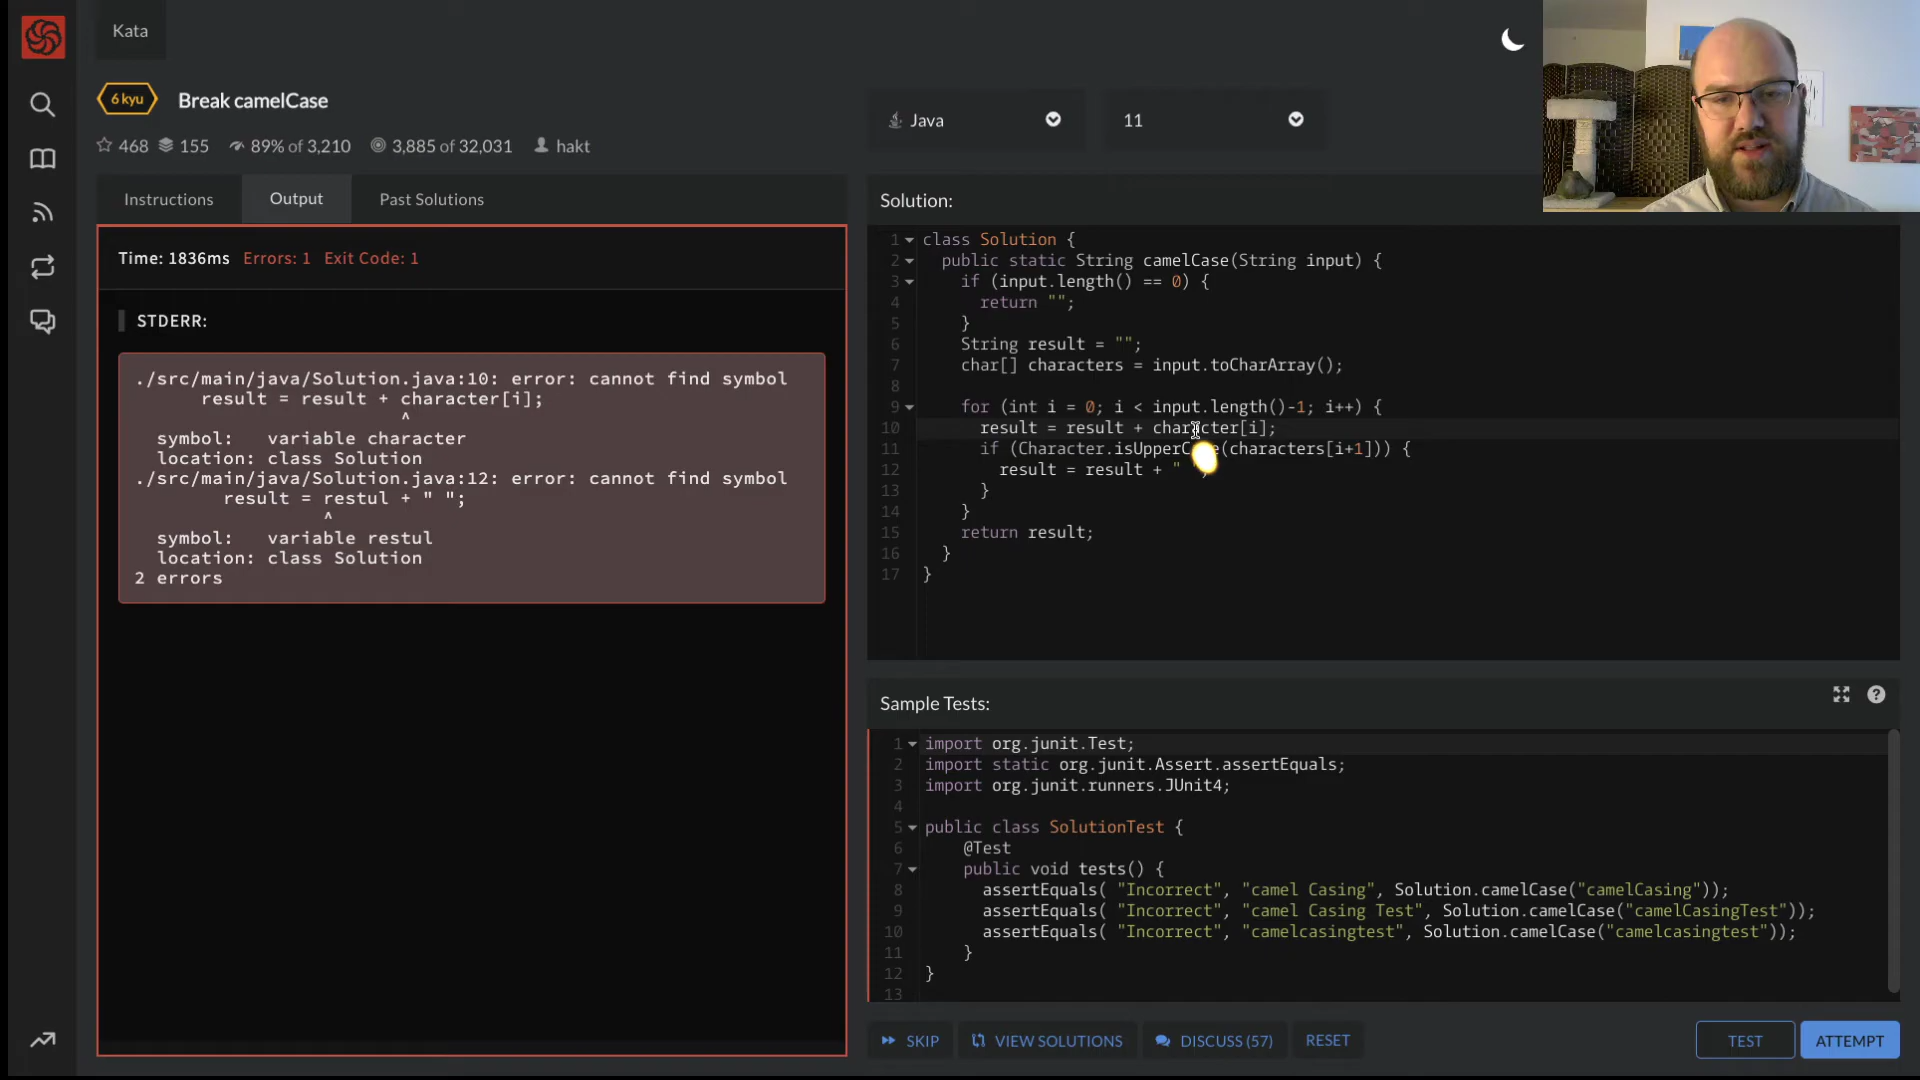 Kata
6 kyu Break camelCase
468 155 89% of 3,210 3,885 of 32,031 hakt
Java
11
Instructions Output Past Solutions
Time: 1836ms Errors: 1 Exit Code: 1
STDERR:
./src/main/java/Solution.java:10: error: cannot find symbol
result = result + character[i];
^
symbol: variable character
location: class Solution
./src/main/java/Solution.java:12: error: cannot find symbol
result = restul + " ";
^
symbol: variable restul
location: class Solution
2 errors
Solution:
1 class Solution {
2 public static String camelCase(String input) {
3 if (input.length() == 0) {
4 return "";
5 }
6 String result = "";
7 char[] characters = input.toCharArray();
8
9 for (int i = 0; i < input.length()-1; i++) {
10 result = result + character[i];
11 if (Character.isUpperCase(characters[i+1])) {
12 result = result + " ";
13 }
14 }
15 return result;
16 }
17 }
Sample Tests:
1 import org.junit.Test;
2 import static org.junit.Assert.assertEquals;
3 import org.junit.runners.JUnit4;
4
5 public class SolutionTest {
6 @Test
7 public void tests() {
8 assertEquals( "Incorrect", "camel Casing", Solution.camelCase("camelCasing"));
9 assertEquals( "Incorrect", "camel Casing Test", Solution.camelCase("camelCasingTest"));
10 assertEquals( "Incorrect", "camelcasingtest", Solution.camelCase("camelcasingtest"));
11 }
12 }
13
SKIP VIEW SOLUTIONS DISCUSS (57) RESET TEST ATTEMPT